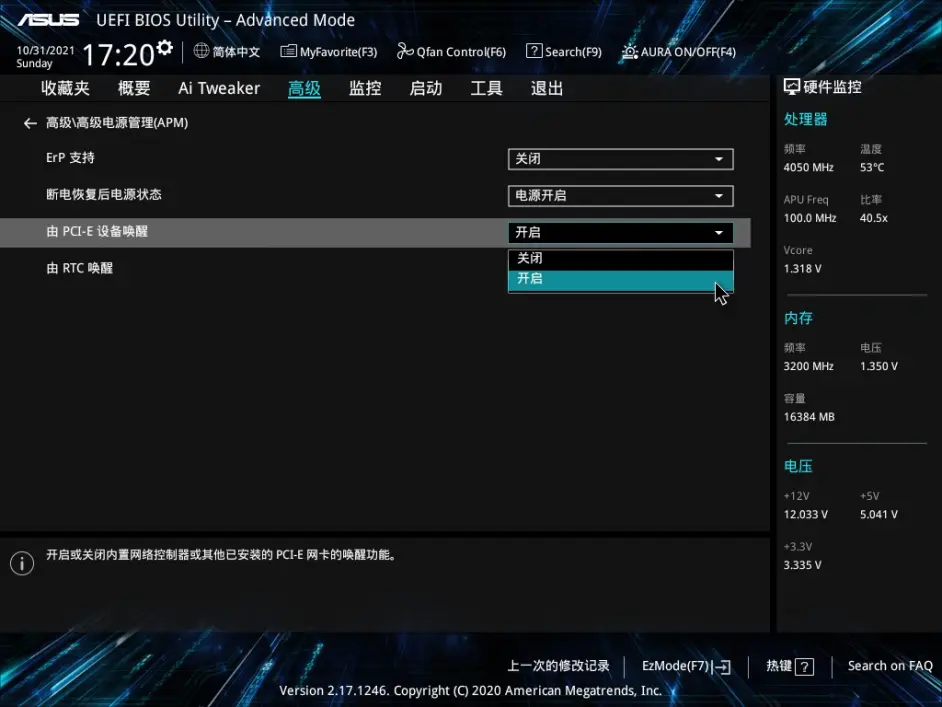 ASUS UEFI BIOS Utility – Advanced Mode
10/31/2021
Sunday
17:20
简体中文
MyFavorite(F3)
Qfan Control(F6)
? Search(F9)
AURA ON/OFF(F4)
收藏夹 概要 Ai Tweaker 高级 监控 启动 工具 退出
← 高级\高级电源管理(APM)
ErP 支持 关闭
断电恢复后电源状态 电源开启
由 PCI-E 设备唤醒 开启
关闭
由 RTC 唤醒
开启
i 开启或关闭内置网络控制器或其他已安装的 PCI-E 网卡的唤醒功能。
硬件监控
处理器
频率 温度
4050 MHz 53°C
APU Freq 比率
100.0 MHz 40.5x
Vcore
1.318 V
内存
频率 电压
3200 MHz 1.350 V
容量
16384 MB
电压
+12V +5V
12.033 V 5.041 V
+3.3V
3.335 V
上一次的修改记录 EzMode(F7) 热键 ? Search on FAQ
Version 2.17.1246. Copyright (C) 2020 American Megatrends, Inc.